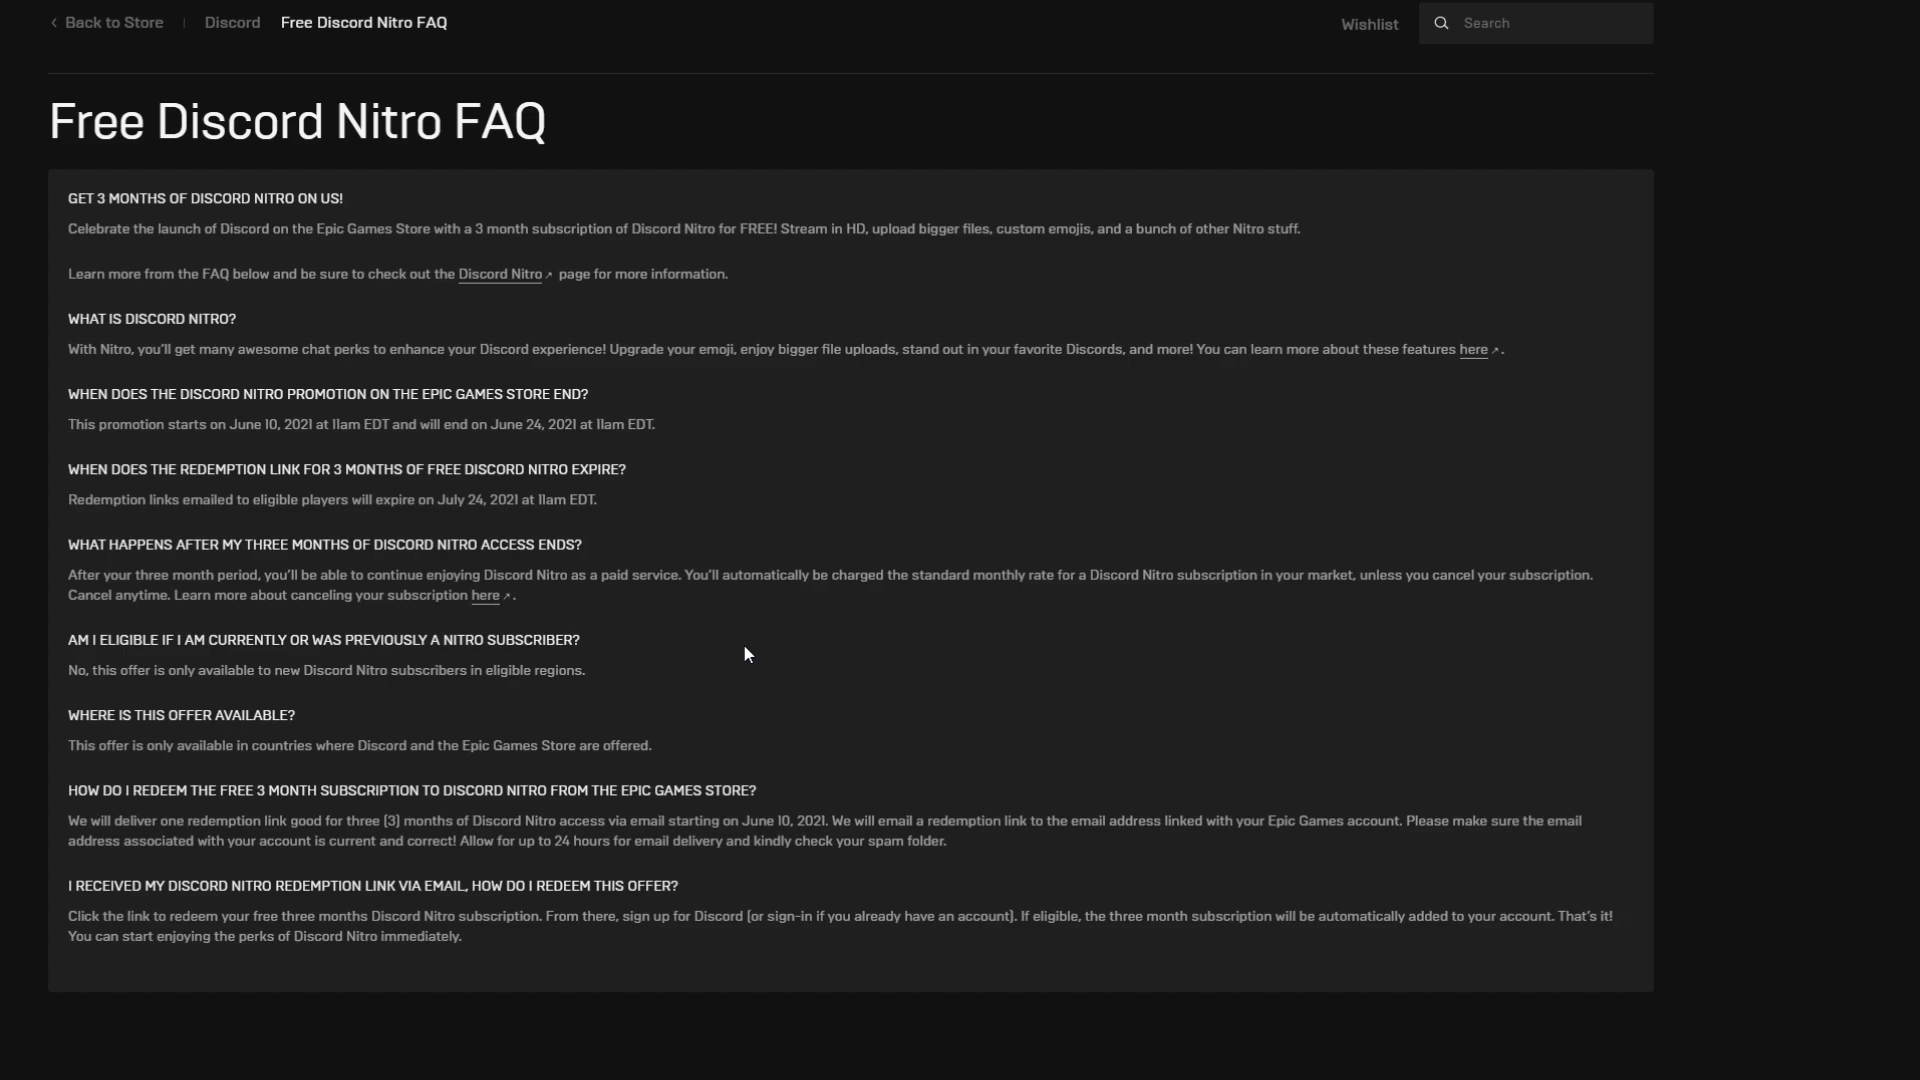 Back to Store | Discord Free Discord Nitro FAQ Wishlist Search
Free Discord Nitro FAQ
GET 3 MONTHS OF DISCORD NITRO ON US!
Celebrate the launch of Discord on the Epic Games Store with a 3 month subscription of Discord Nitro for FREE! Stream in HD, upload bigger files, custom emojis, and a bunch of other Nitro stuff.
Learn more from the FAQ below and be sure to check out the Discord Nitro page for more information.
WHAT IS DISCORD NITRO?
With Nitro, you'll get many awesome chat perks to enhance your Discord experience! Upgrade your emoji, enjoy bigger file uploads, stand out in your favorite Discords, and more! You can learn more about these features here.
WHEN DOES THE DISCORD NITRO PROMOTION ON THE EPIC GAMES STORE END?
This promotion starts on June 10, 2021 at 11am EDT and will end on June 24, 2021 at 11am EDT.
WHEN DOES THE REDEMPTION LINK FOR 3 MONTHS OF FREE DISCORD NITRO EXPIRE?
Redemption links emailed to eligible players will expire on July 24, 2021 at 11am EDT.
WHAT HAPPENS AFTER MY THREE MONTHS OF DISCORD NITRO ACCESS ENDS?
After your three month period, you'll be able to continue enjoying Discord Nitro as a paid service. You'll automatically be charged the standard monthly rate for a Discord Nitro subscription in your market, unless you cancel your subscription.
Cancel anytime. Learn more about canceling your subscription here.
AM I ELIGIBLE IF I AM CURRENTLY OR WAS PREVIOUSLY A NITRO SUBSCRIBER?
No, this offer is only available to new Discord Nitro subscribers in eligible regions.
WHERE IS THIS OFFER AVAILABLE?
This offer is only available in countries where Discord and the Epic Games Store are offered.
HOW DO I REDEEM THE FREE 3 MONTH SUBSCRIPTION TO DISCORD NITRO FROM THE EPIC GAMES STORE?
We will deliver one redemption link good for three (3) months of Discord Nitro access via email starting on June 10, 2021. We will email a redemption link to the email address linked with your Epic Games account. Please make sure the email
address associated with your account is current and correct! Allow for up to 24 hours for email delivery and kindly check your spam folder.
I RECEIVED MY DISCORD NITRO REDEMPTION LINK VIA EMAIL, HOW DO I REDEEM THIS OFFER?
Click the link to redeem your free three months Discord Nitro subscription. From there, sign up for Discord (or sign-in if you already have an account). If eligible, the three month subscription will be automatically added to your account. That's it!
You can start enjoying the perks of Discord Nitro immediately.